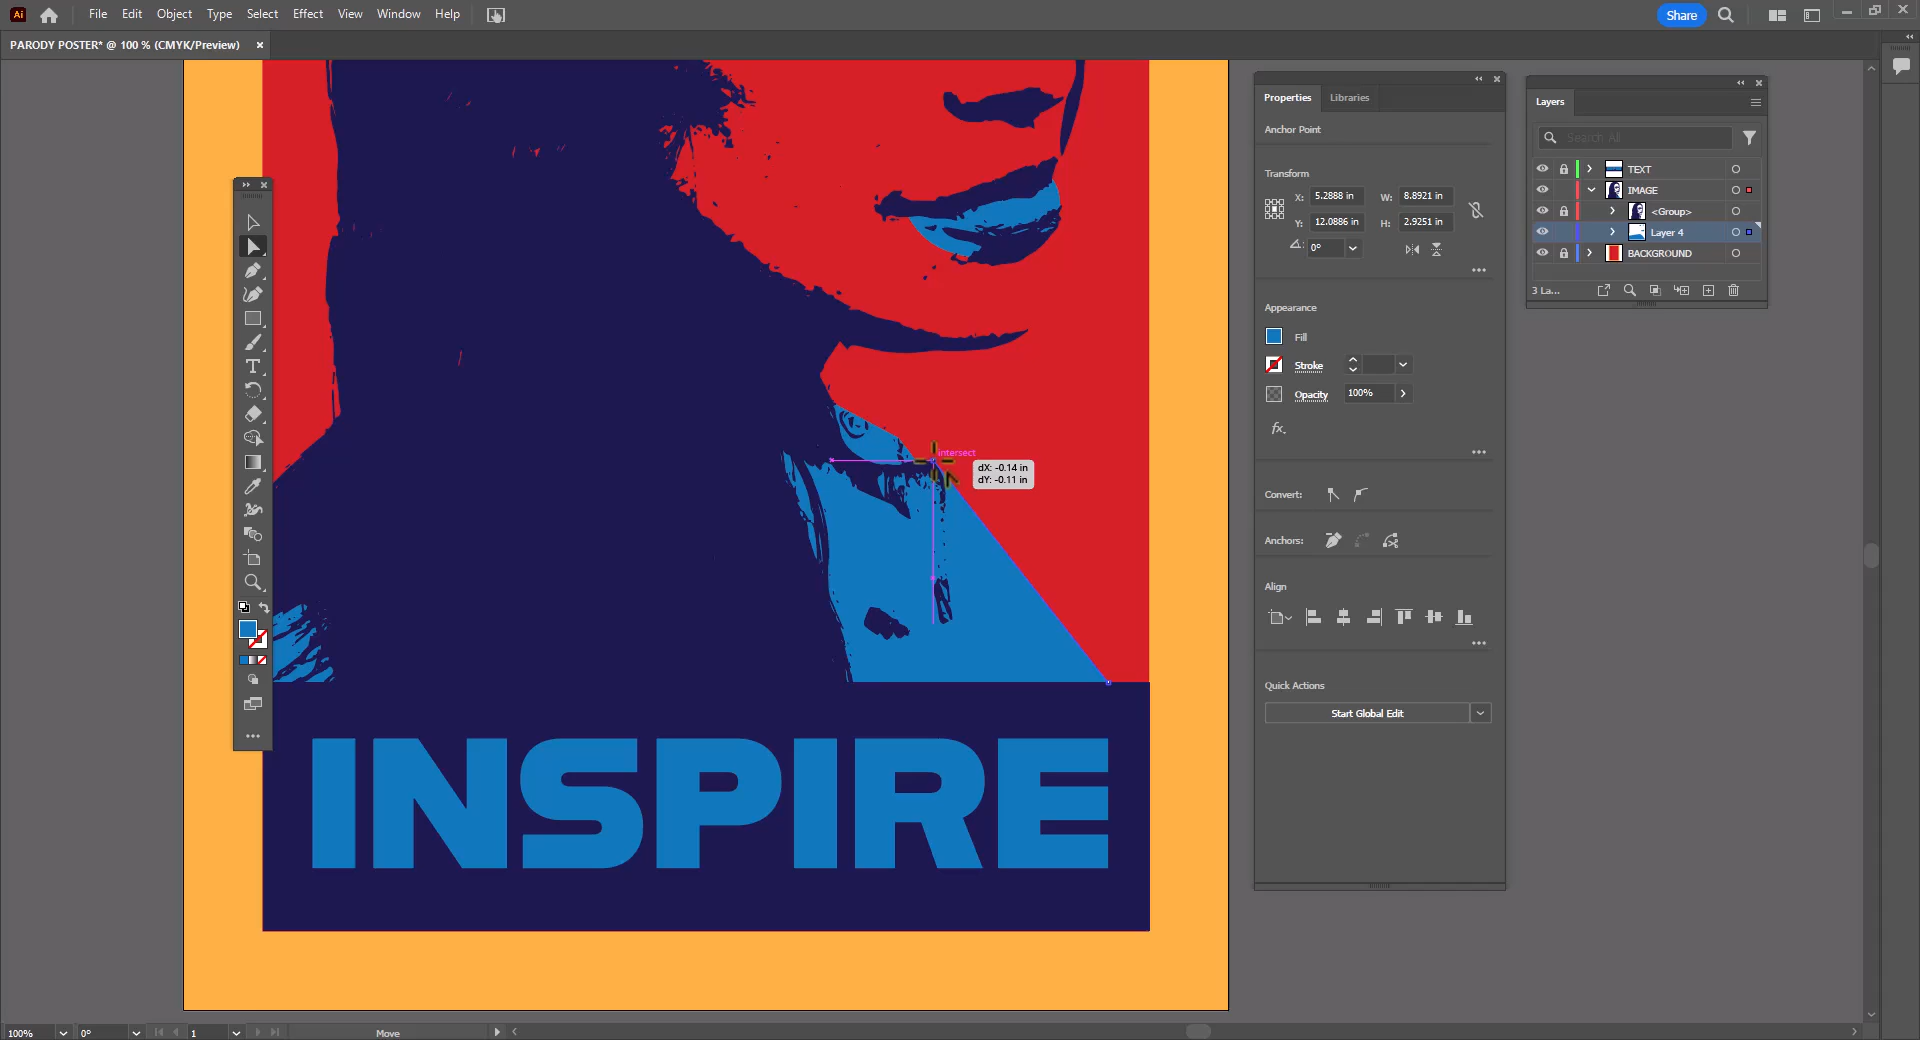 Ai File Edit Object Type Select Effect View Window Help Share
PARODY POSTER* @ 100 % (CMYK/Preview) ×
Properties Libraries
Anchor Point
Transform
X: 5.2888 in W: 8.8921 in
Y: 12.0886 in H: 2.9251 in
0°
Appearance
Fill
Stroke
Opacity 100%
fx.
Convert:
Anchors:
Align
Quick Actions
Start Global Edit
Layers
Search All
TEXT
IMAGE
<Group>
Layer 4
BACKGROUND
3 La...
intersect
dX: -0.14 in
dY: -0.11 in
INSPIRE
100% 0° 1 Move